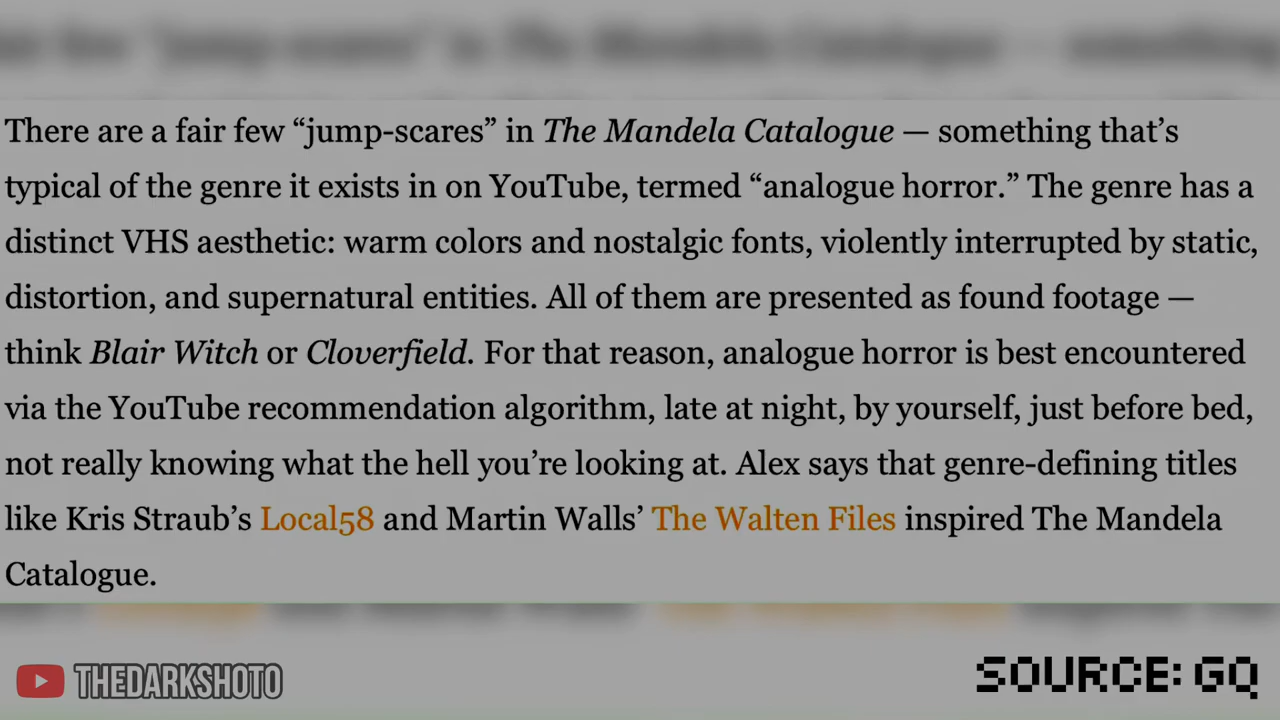 There are a fair few “jump-scares” in The Mandela Catalogue — something that’s
typical of the genre it exists in on YouTube, termed “analogue horror.” The genre has a
distinct VHS aesthetic: warm colors and nostalgic fonts, violently interrupted by static,
distortion, and supernatural entities. All of them are presented as found footage —
think Blair Witch or Cloverfield. For that reason, analogue horror is best encountered
via the YouTube recommendation algorithm, late at night, by yourself, just before bed,
not really knowing what the hell you’re looking at. Alex says that genre-defining titles
like Kris Straub’s Local58 and Martin Walls’ The Walten Files inspired The Mandela
Catalogue.
THEDARKSHOTO
SOURCE: GQ